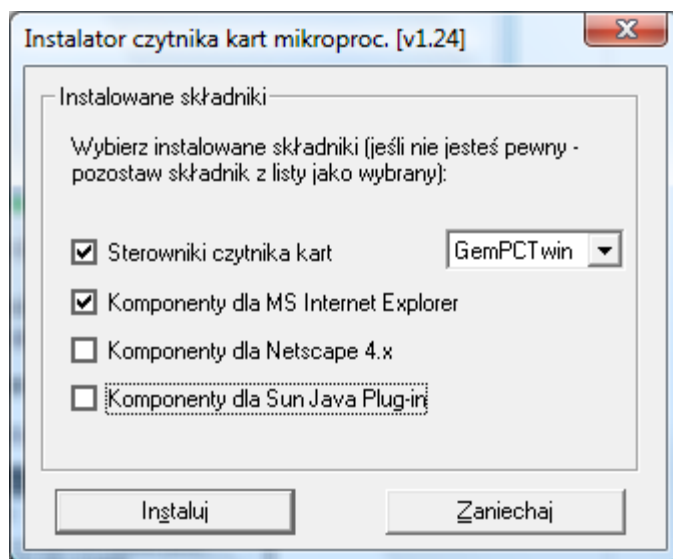 Instalator czytnika kart mikroproc. [v1.24]
Instalowane składniki
Wybierz instalowane składniki (jeśli nie jesteś pewny -
pozostaw składnik z listy jako wybrany):
Sterowniki czytnika kart GemPCTwin
Komponenty dla MS Internet Explorer
Komponenty dla Netscape 4.x
Komponenty dla Sun Java Plug-in
Instaluj Zaniechaj